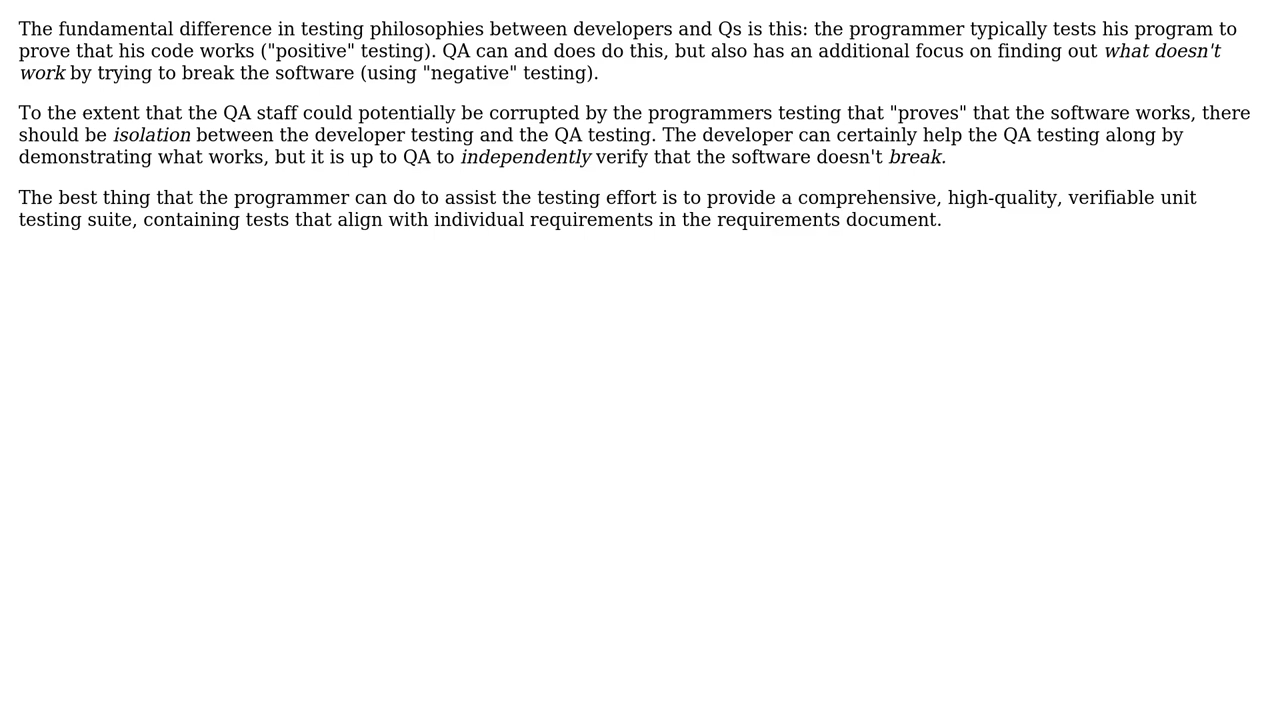 The fundamental difference in testing philosophies between developers and Qs is this: the programmer typically tests his program to
prove that his code works ("positive" testing). QA can and does do this, but also has an additional focus on finding out what doesn't
work by trying to break the software (using "negative" testing).
To the extent that the QA staff could potentially be corrupted by the programmers testing that "proves" that the software works, there
should be isolation between the developer testing and the QA testing. The developer can certainly help the QA testing along by
demonstrating what works, but it is up to QA to independently verify that the software doesn't break.
The best thing that the programmer can do to assist the testing effort is to provide a comprehensive, high-quality, verifiable unit
testing suite, containing tests that align with individual requirements in the requirements document.